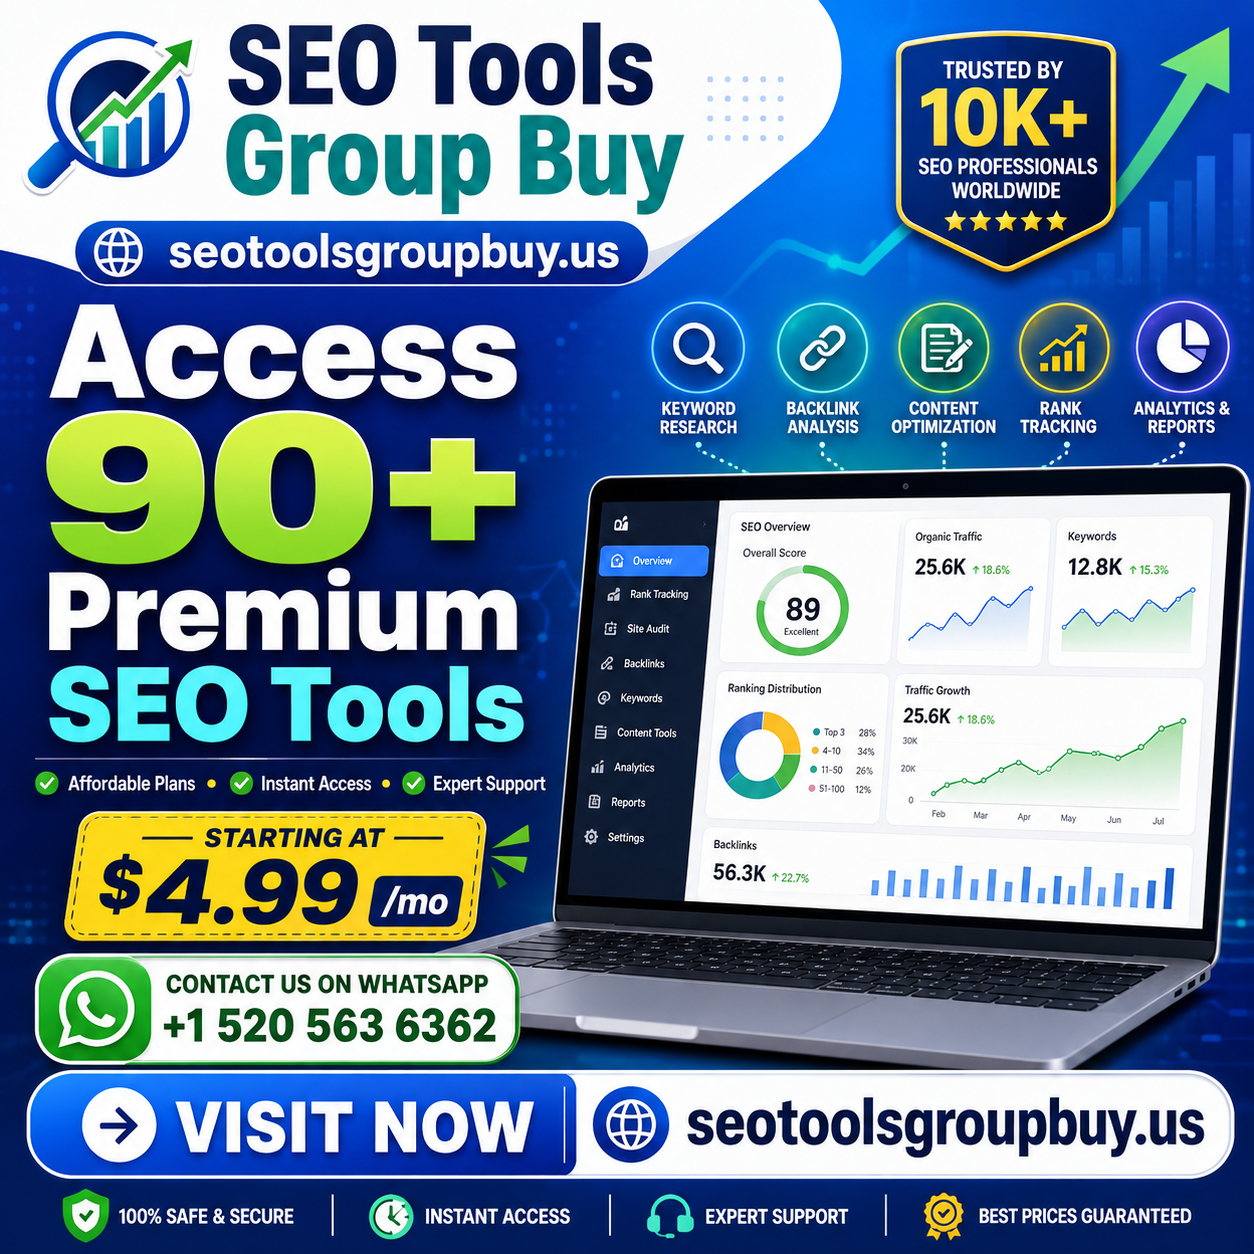 SEO Tools
Group Buy
seotoolsgroupbuy.us
TRUSTED BY
10K+
SEO PROFESSIONALS
WORLDWIDE
Access
90+
Premium
SEO Tools
Affordable Plans • Instant Access • Expert Support
STARTING AT
$4.99 /mo
CONTACT US ON WHATSAPP
+1 520 563 6362
KEYWORD
RESEARCH
BACKLINK
ANALYSIS
CONTENT
OPTIMIZATION
RANK
TRACKING
ANALYTICS &
REPORTS
Overview
Rank Tracking
Site Audit
Backlinks
Keywords
Content Tools
Analytics
Reports
Settings
SEO Overview
Overall Score
89
Excellent
Organic Traffic
25.6K ↑ 18.6%
Keywords
12.8K ↑ 15.3%
Ranking Distribution
Top 3 28%
4-10 34%
11-50 26%
51-100 12%
Traffic Growth
25.6K ↑ 18.6%
30K
20K
0
Feb Mar Apr May Jun Jul
Backlinks
56.3K ↑ 22.7%
VISIT NOW
seotoolsgroupbuy.us
100% SAFE & SECURE
INSTANT ACCESS
EXPERT SUPPORT
BEST PRICES GUARANTEED